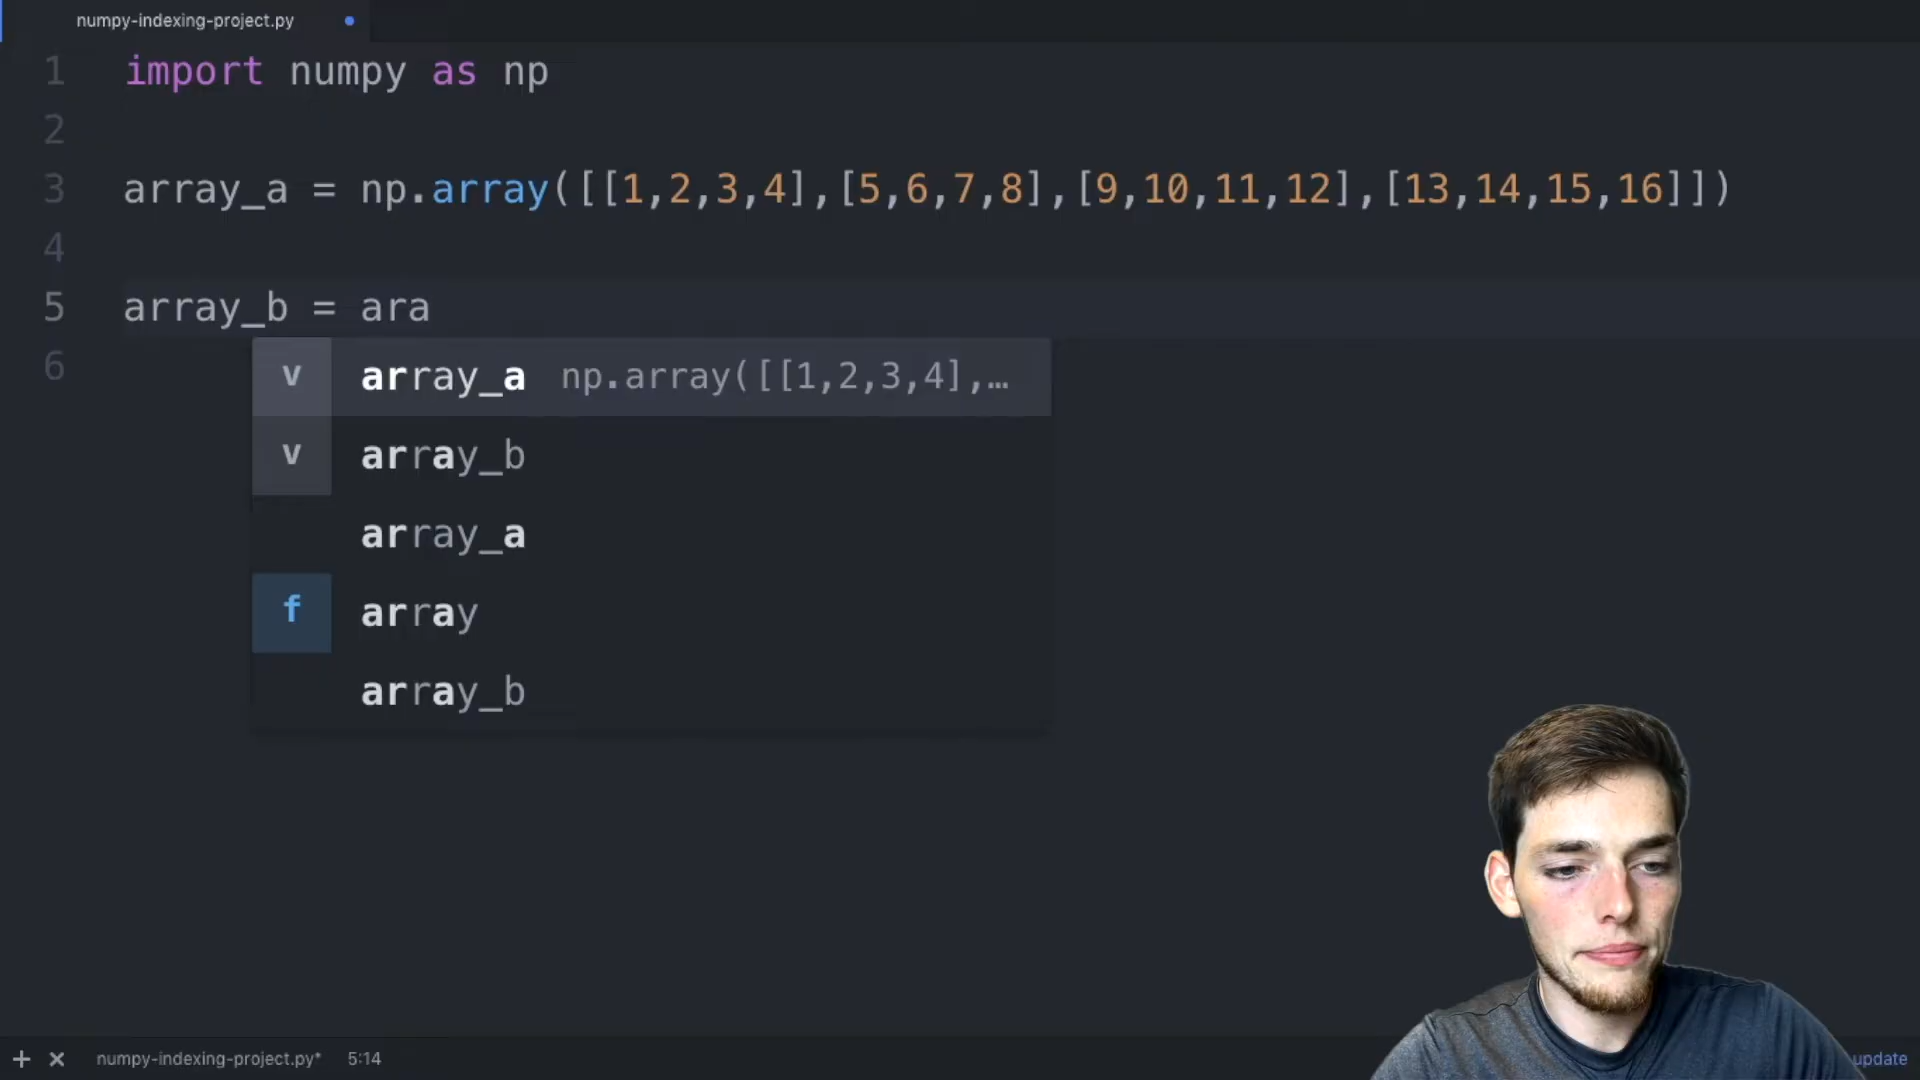 numpy-indexing-project.py
1 import numpy as np
2
3 array_a = np.array([[1,2,3,4],[5,6,7,8],[9,10,11,12],[13,14,15,16]])
4
5 array_b = ara
6
v array_a np.array([[1,2,3,4],…
v array_b
array_a
f array
array_b
+ × numpy-indexing-project.py* 5:14 update